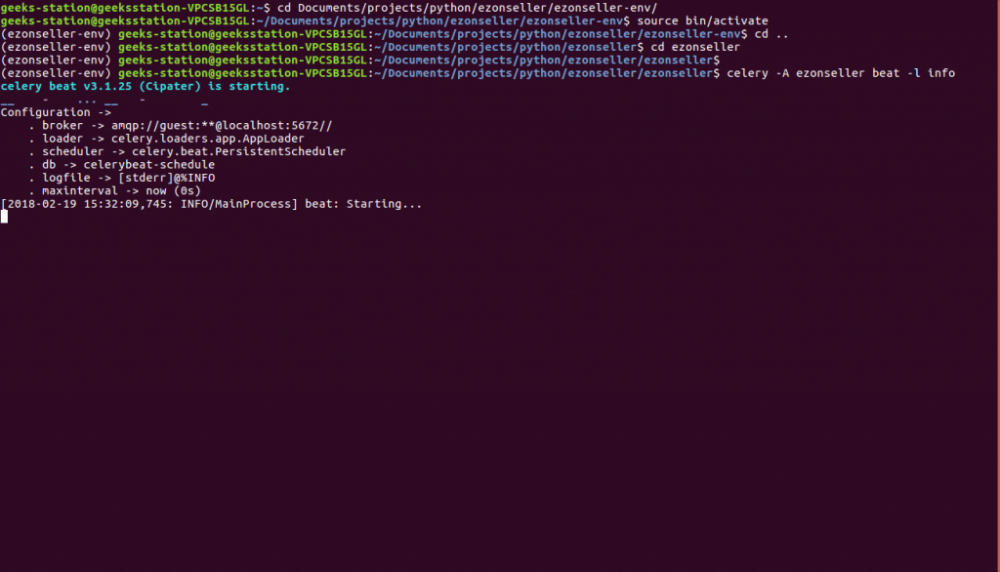 geeks-station@geeksstation-VPCSB15GL:~$ cd Documents/projects/python/ezonseller/ezonseller-env/
geeks-station@geeksstation-VPCSB15GL:~/Documents/projects/python/ezonseller/ezonseller-env$ source bin/activate
(ezonseller-env) geeks-station@geeksstation-VPCSB15GL:~/Documents/projects/python/ezonseller/ezonseller-env$ cd ..
(ezonseller-env) geeks-station@geeksstation-VPCSB15GL:~/Documents/projects/python/ezonseller$ cd ezonseller
(ezonseller-env) geeks-station@geeksstation-VPCSB15GL:~/Documents/projects/python/ezonseller/ezonseller$
(ezonseller-env) geeks-station@geeksstation-VPCSB15GL:~/Documents/projects/python/ezonseller/ezonseller$ celery -A ezonseller beat -l info
celery beat v3.1.25 (Cipater) is starting.
__    -    ... __   -        _
Configuration ->
    . broker -> amqp://guest:**@localhost:5672//
    . loader -> celery.loaders.app.AppLoader
    . scheduler -> celery.beat.PersistentScheduler
    . db -> celerybeat-schedule
    . logfile -> [stderr]@%INFO
    . maxinterval -> now (0s)
[2018-02-19 15:32:09,745: INFO/MainProcess] beat: Starting...